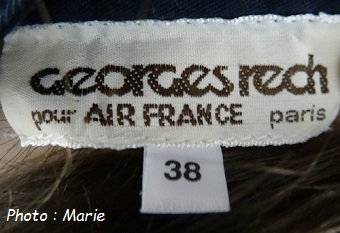 Georges rech
pour AIR FRANCE paris
38
Photo : Marie